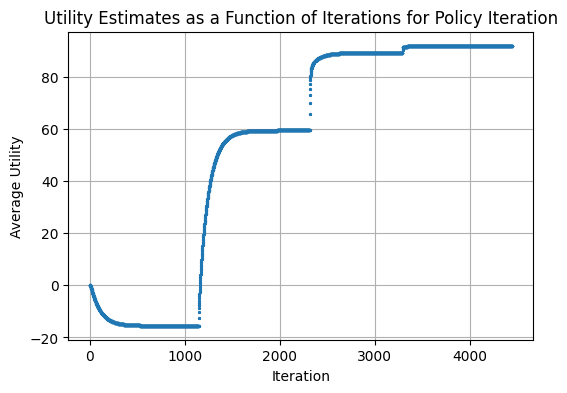 Utility Estimates as a Function of Iterations for Policy Iteration
80
60
40
20
0
−20
Average Utility
0 1000 2000 3000 4000
Iteration